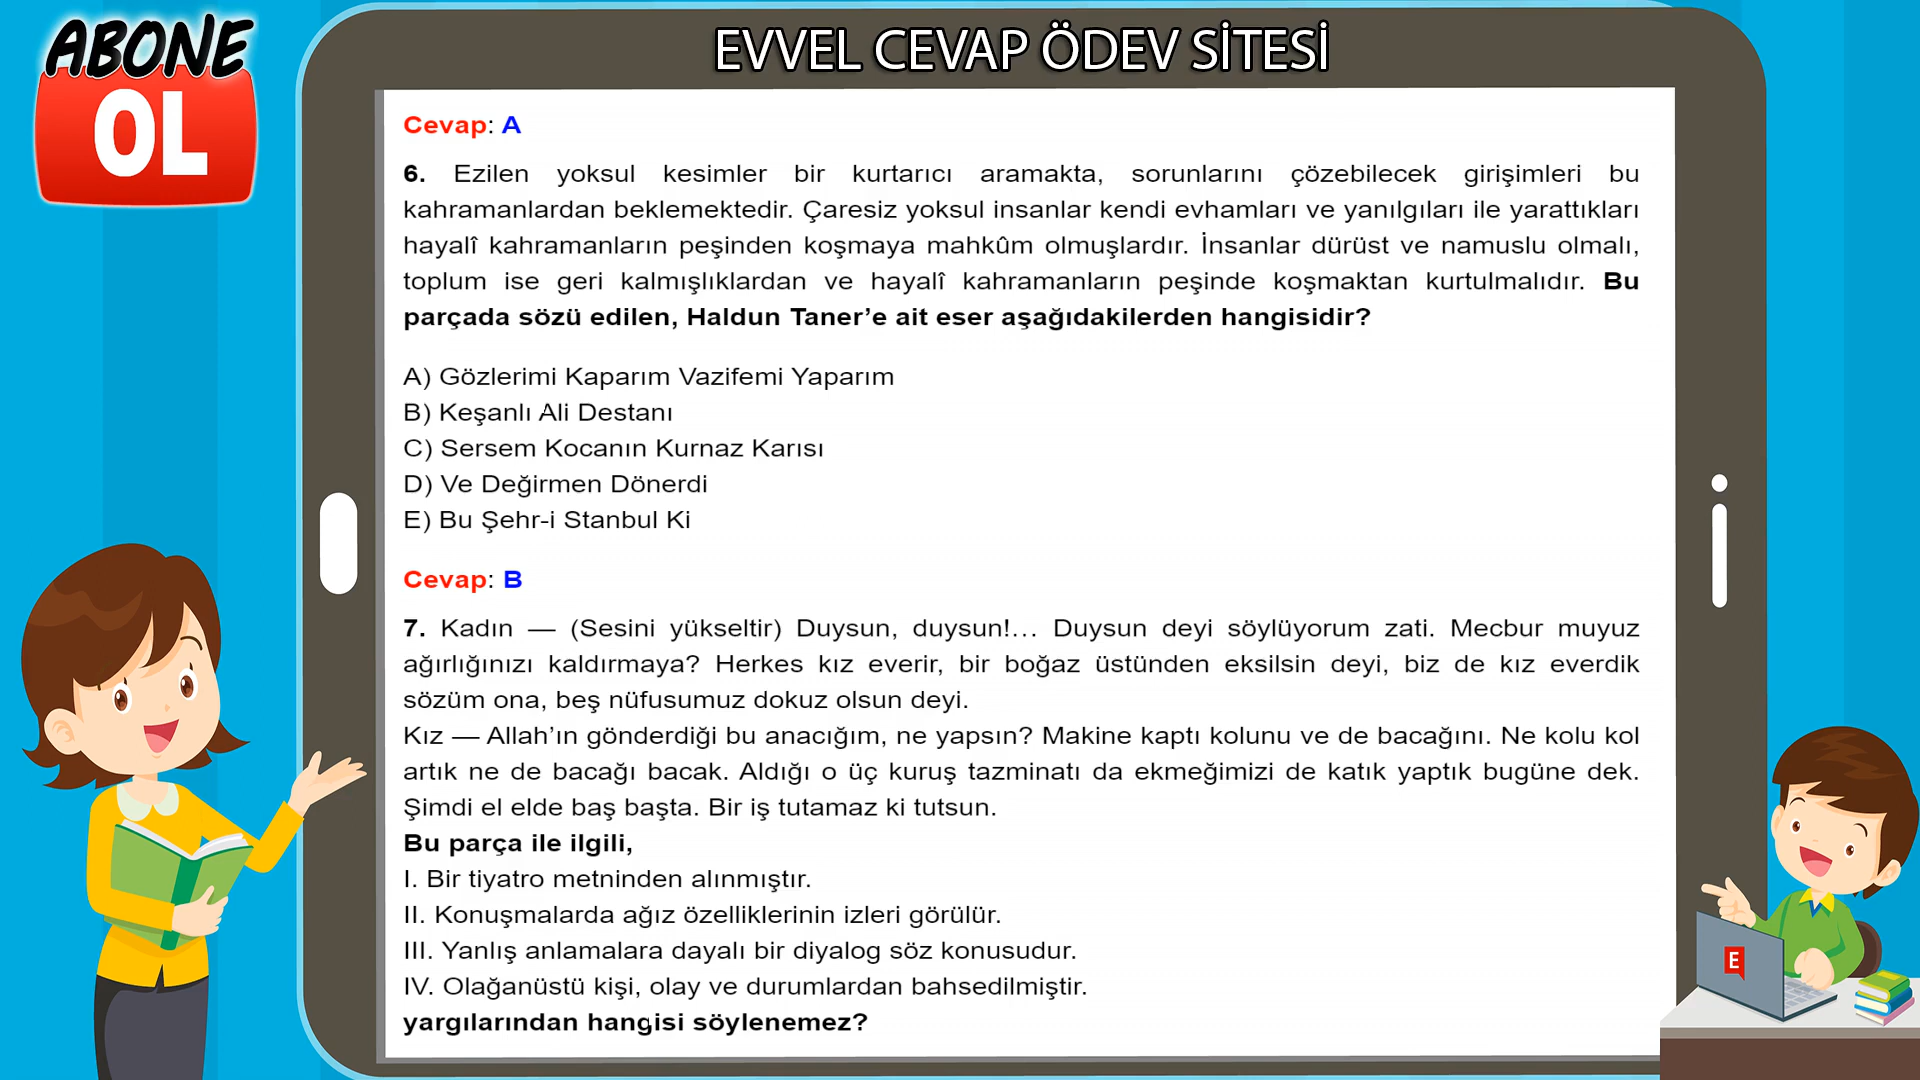 ABONE
OL
EVVEL CEVAP ÖDEV SİTESİ
Cevap: A
6. Ezilen yoksul kesimler bir kurtarıcı aramakta, sorunlarını çözebilecek girişimleri bu
kahramanlardan beklemektedir. Çaresiz yoksul insanlar kendi evhamları ve yanılgıları ile yarattıkları
hayalî kahramanların peşinden koşmaya mahkûm olmuşlardır. İnsanlar dürüst ve namuslu olmalı,
toplum ise geri kalmışlıklardan ve hayalî kahramanların peşinde koşmaktan kurtulmalıdır. Bu
parçada sözü edilen, Haldun Taner’e ait eser aşağıdakilerden hangisidir?
A) Gözlerimi Kaparım Vazifemi Yaparım
B) Keşanlı Ali Destanı
C) Sersem Kocanın Kurnaz Karısı
D) Ve Değirmen Dönerdi
E) Bu Şehr-i Stanbul Ki
Cevap: B
7. Kadın — (Sesini yükseltir) Duysun, duysun!… Duysun deyi söylüyorum zati. Mecbur muyuz
ağırlığınızı kaldırmaya? Herkes kız everir, bir boğaz üstünden eksilsin deyi, biz de kız everdik
sözüm ona, beş nüfusumuz dokuz olsun deyi.
Kız — Allah’ın gönderdiği bu anacığım, ne yapsın? Makine kaptı kolunu ve de bacağını. Ne kolu kol
artık ne de bacağı bacak. Aldığı o üç kuruş tazminatı da ekmeğimizi de katık yaptık bugüne dek.
Şimdi el elde baş başta. Bir iş tutamaz ki tutsun.
Bu parça ile ilgili,
I. Bir tiyatro metninden alınmıştır.
II. Konuşmalarda ağız özelliklerinin izleri görülür.
III. Yanlış anlamalara dayalı bir diyalog söz konusudur.
IV. Olağanüstü kişi, olay ve durumlardan bahsedilmiştir.
yargılarından hangisi söylenemez?
E